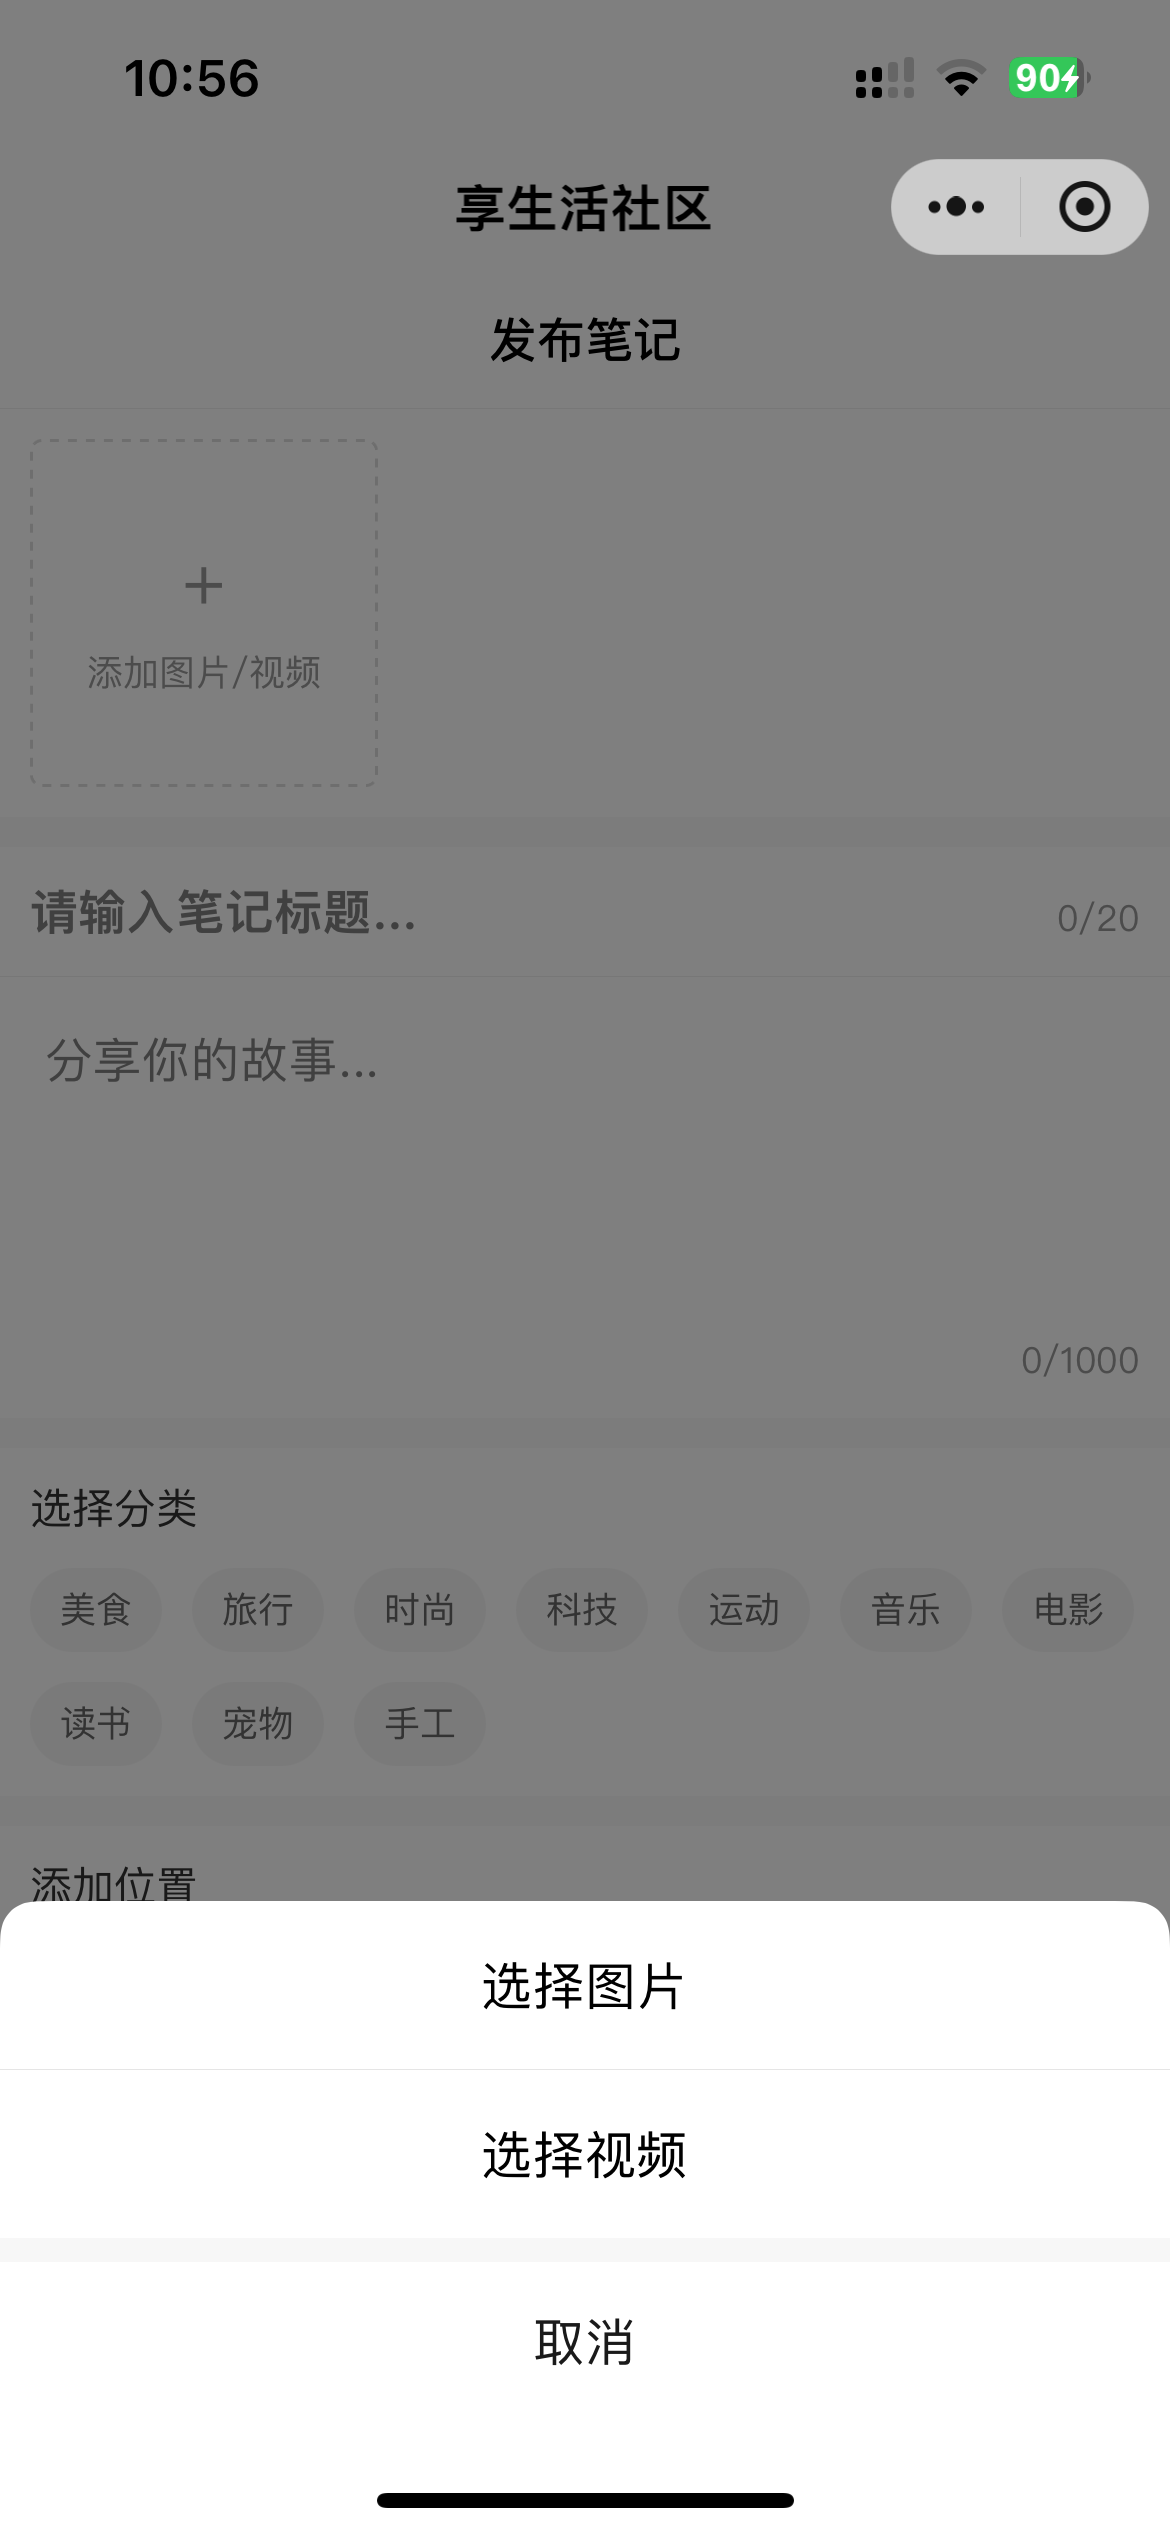 10:56
90
享生活社区
发布笔记
+
添加图片/视频
请输入笔记标题...
0/20
分享你的故事...
0/1000
选择分类
美食 旅行 时尚 科技 运动 音乐 电影
读书 宠物 手工
添加位置
选择图片
选择视频
取消